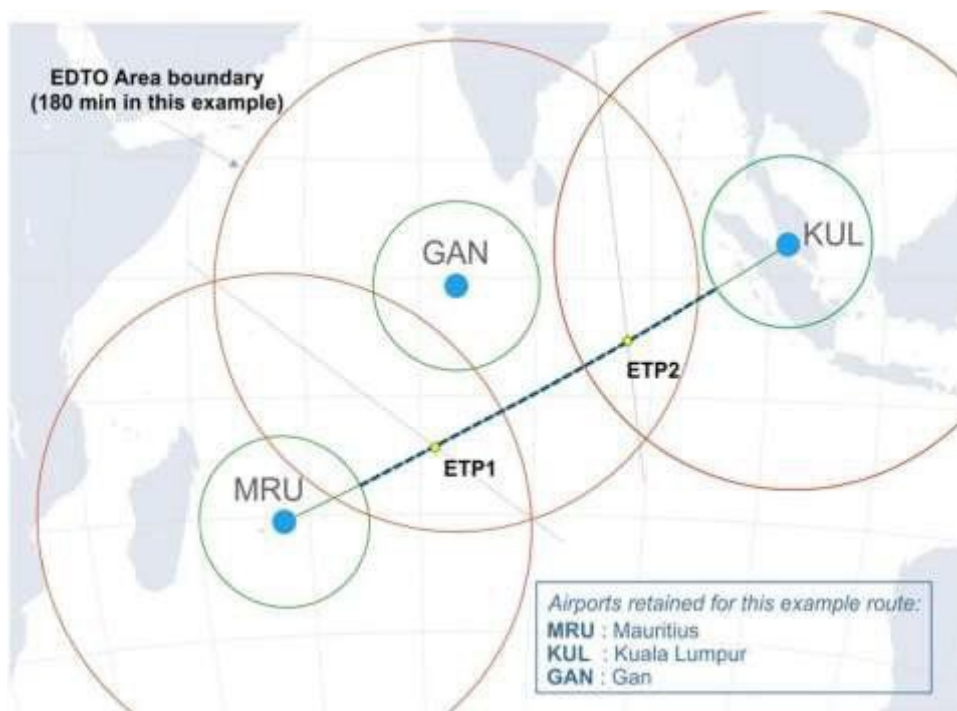 EDTO Area boundary
(180 min in this example)
GAN
KUL
ETP2
ETP1
MRU
Airports retained for this example route:
MRU : Mauritius
KUL : Kuala Lumpur
GAN : Gan